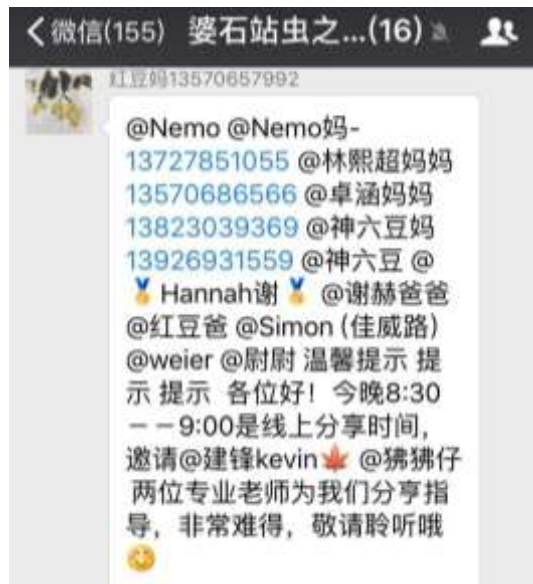 微信(155) 婆石站虫之...(16)
红豆妈13570657992
@Nemo @Nemo妈-
13727851055 @林熙超妈妈
13570686566 @卓涵妈妈
13823039369 @神六豆妈
13926931559 @神六豆 @
🏅Hannah谢🏅 @谢赫爸爸
@红豆爸 @Simon (佳威路)
@weier @尉尉 温馨提示 提
示 提示 各位好！今晚8:30
——9:00是线上分享时间，
邀请@建锋kevin🍁 @狒狒仔
两位专业老师为我们分享指
导，非常难得，敬请聆听哦
😊